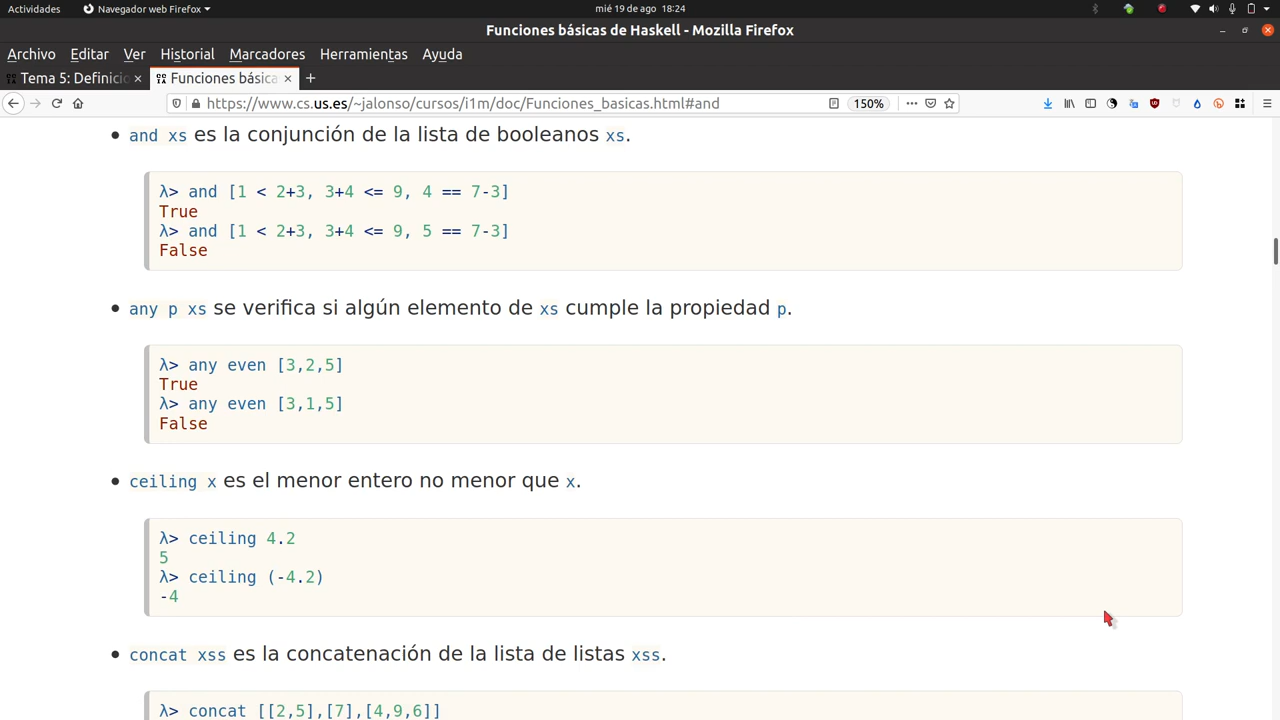 Actividades
Navegador web Firefox
mié 19 de ago 18:24
Funciones básicas de Haskell - Mozilla Firefox
Archivo Editar Ver Historial Marcadores Herramientas Ayuda
Tema 5: Definicio
Funciones básica
https://www.cs.us.es/~jalonso/cursos/i1m/doc/Funciones_basicas.html#and
150%
• and xs es la conjunción de la lista de booleanos xs.
λ> and [1 < 2+3, 3+4 <= 9, 4 == 7-3]
True
λ> and [1 < 2+3, 3+4 <= 9, 5 == 7-3]
False
• any p xs se verifica si algún elemento de xs cumple la propiedad p.
λ> any even [3,2,5]
True
λ> any even [3,1,5]
False
• ceiling x es el menor entero no menor que x.
λ> ceiling 4.2
5
λ> ceiling (-4.2)
-4
• concat xss es la concatenación de la lista de listas xss.
λ> concat [[2,5],[7],[4,9,6]]